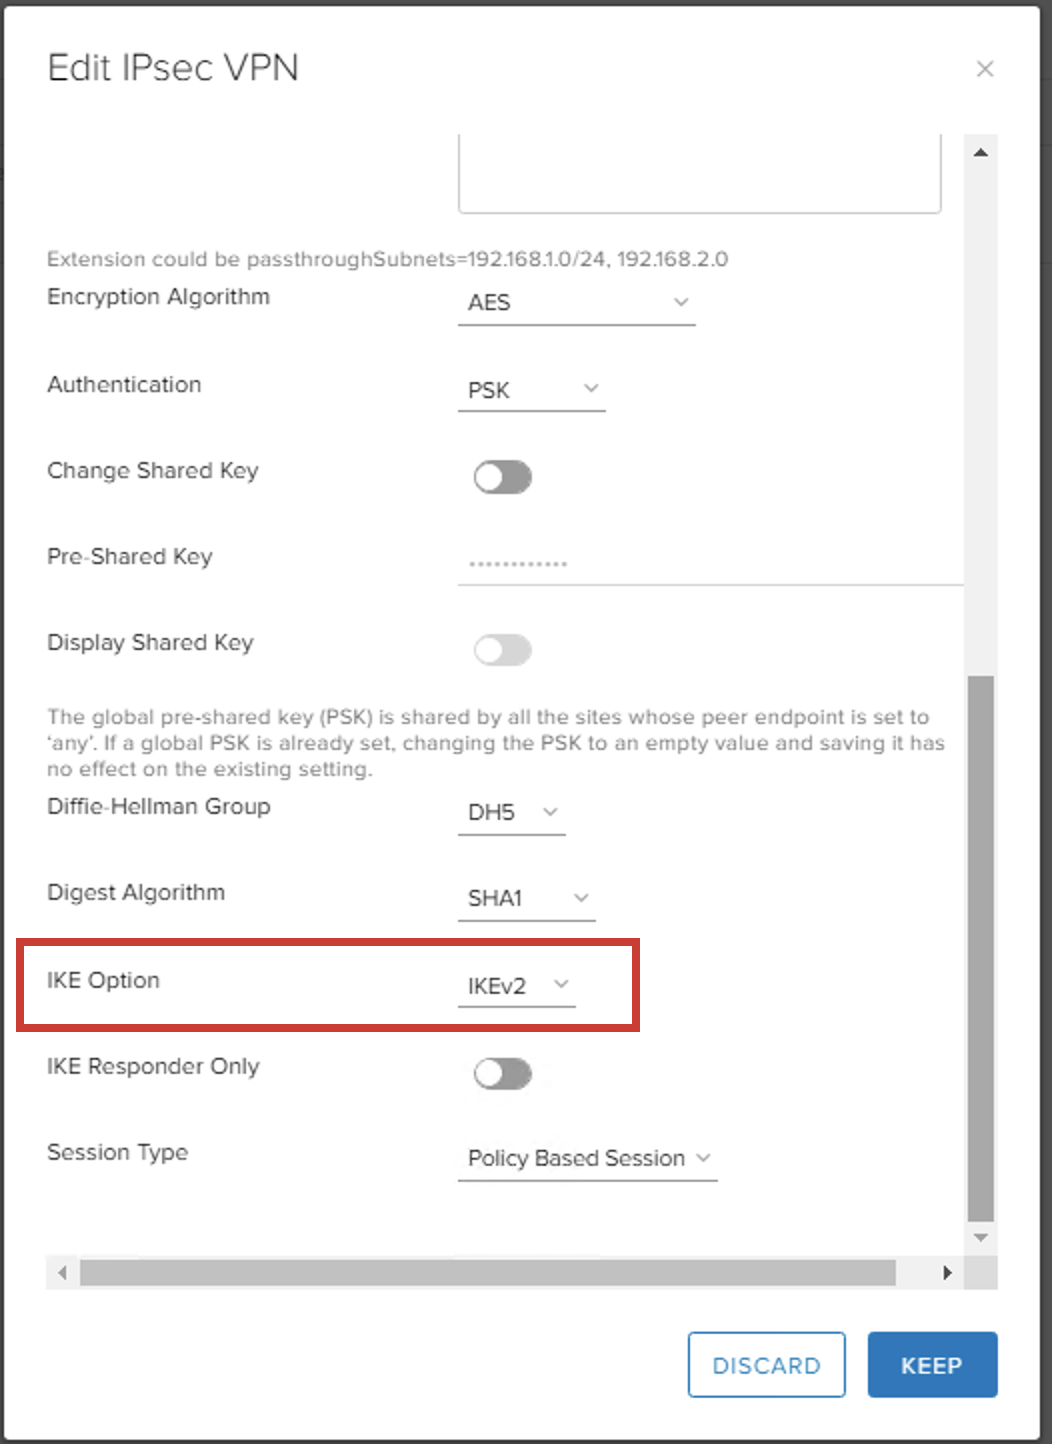 Edit IPsec VPN
Extension could be passthroughSubnets=192.168.1.0/24, 192.168.2.0
Encryption Algorithm AES
Authentication PSK
Change Shared Key
Pre-Shared Key ••••••••••••
Display Shared Key
The global pre-shared key (PSK) is shared by all the sites whose peer endpoint is set to
‘any’. If a global PSK is already set, changing the PSK to an empty value and saving it has
no effect on the existing setting.
Diffie-Hellman Group DH5
Digest Algorithm SHA1
IKE Option IKEv2
IKE Responder Only
Session Type Policy Based Session
DISCARD KEEP